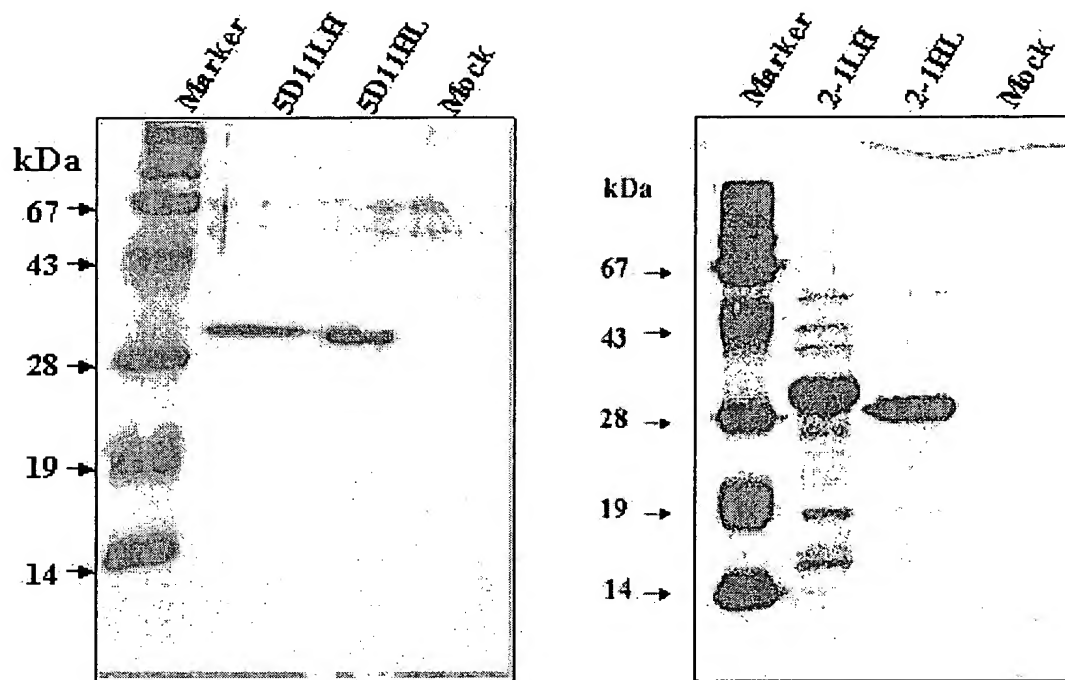 Marker
5D11LH
5D11HL
Mock
kDa
67
43
28
19
14
Marker
2-1LH
2-1HL
Mock
kDa
67
43
28
19
14